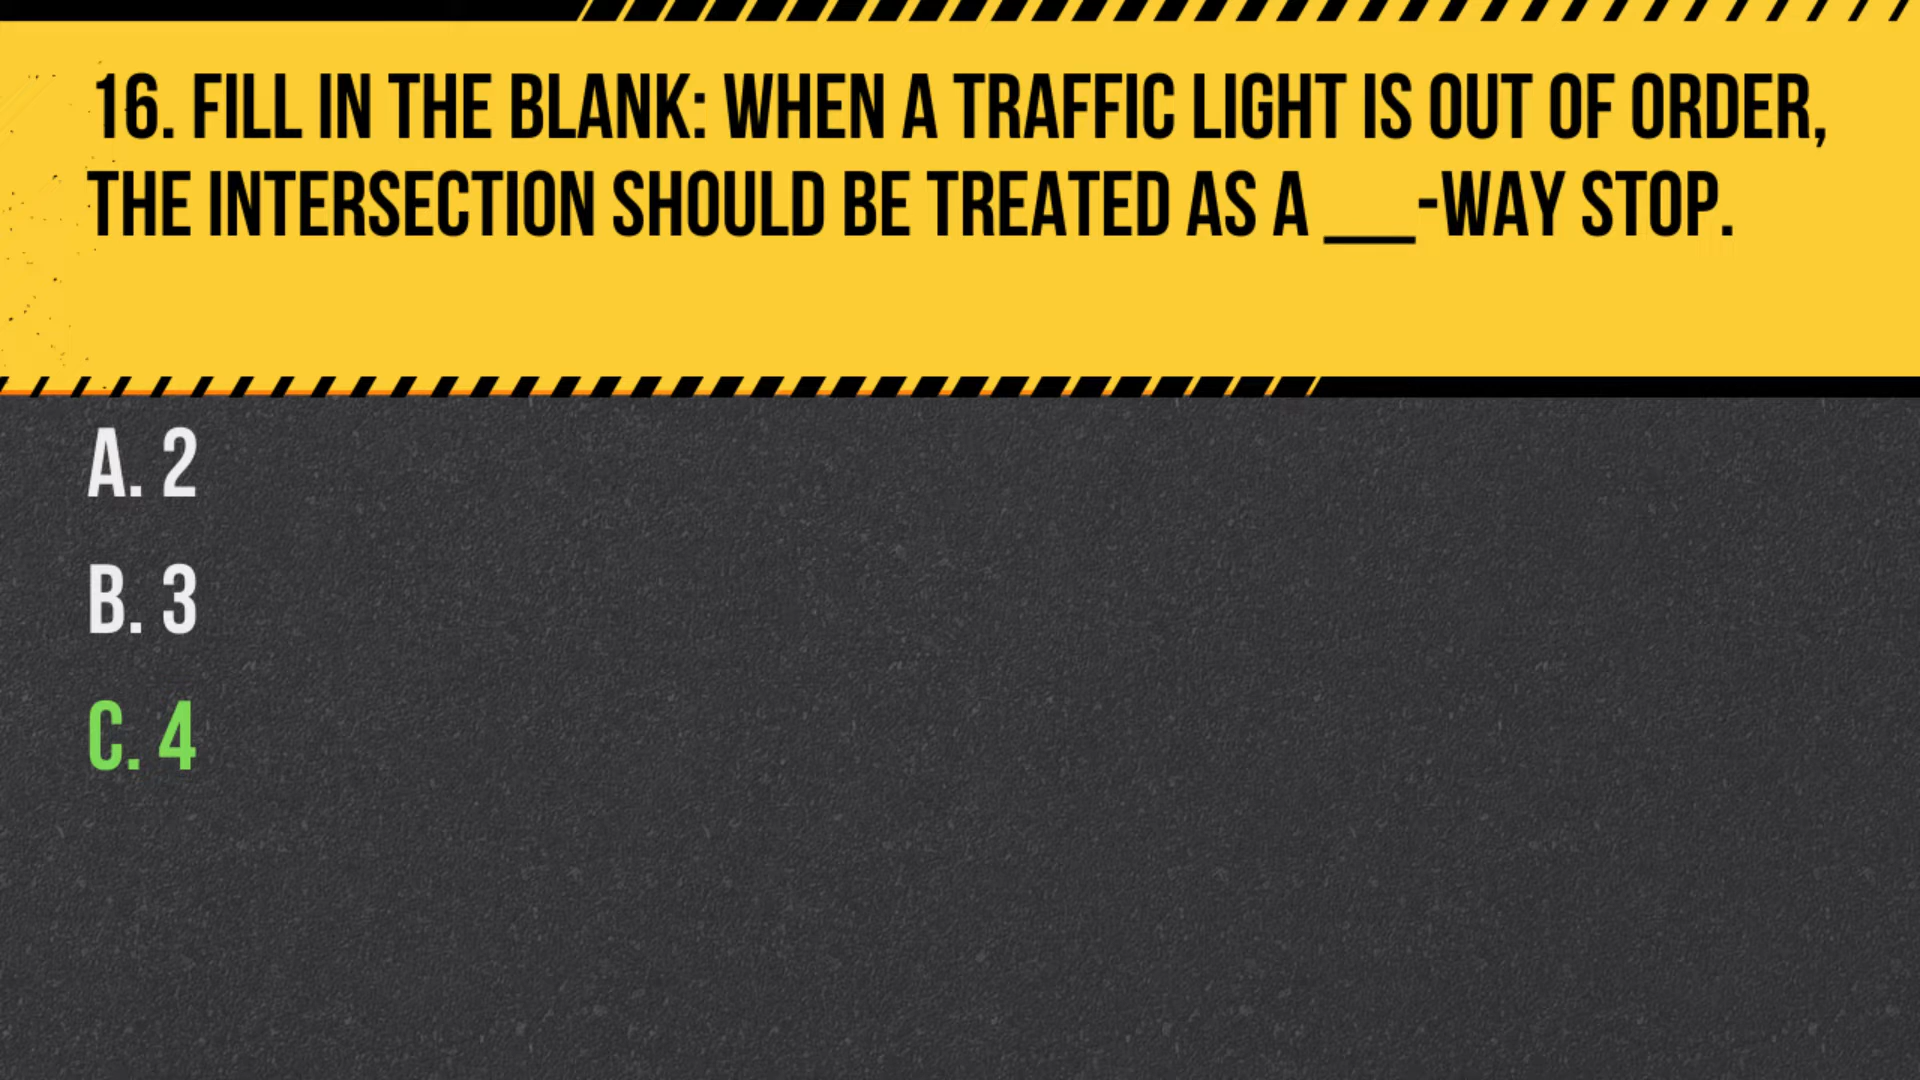 16. FILL IN THE BLANK: WHEN A TRAFFIC LIGHT IS OUT OF ORDER,
THE INTERSECTION SHOULD BE TREATED AS A ___-WAY STOP.
A. 2
B. 3
C. 4